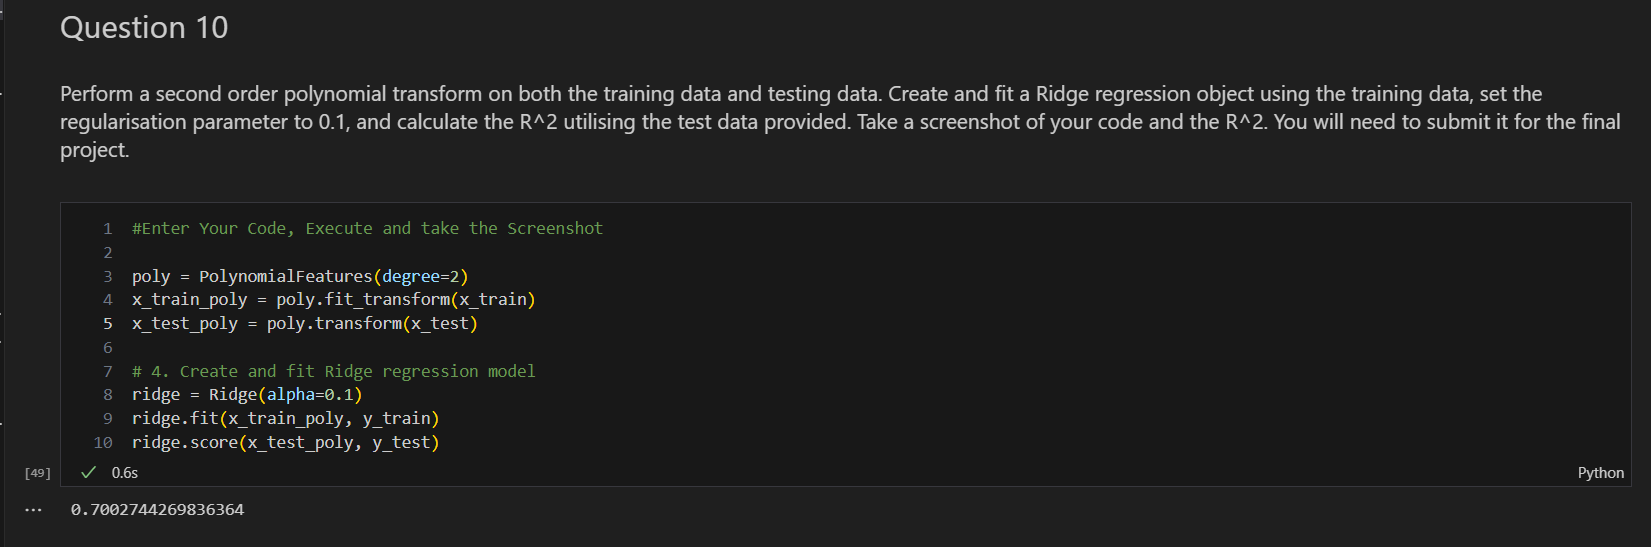 Question 10
Perform a second order polynomial transform on both the training data and testing data. Create and fit a Ridge regression object using the training data, set the
regularisation parameter to 0.1, and calculate the R^2 utilising the test data provided. Take a screenshot of your code and the R^2. You will need to submit it for the final
project.
1 #Enter Your Code, Execute and take the Screenshot
2
3 poly = PolynomialFeatures(degree=2)
4 x_train_poly = poly.fit_transform(x_train)
5 x_test_poly = poly.transform(x_test)
6
7 # 4. Create and fit Ridge regression model
8 ridge = Ridge(alpha=0.1)
9 ridge.fit(x_train_poly, y_train)
10 ridge.score(x_test_poly, y_test)
[49] ✓ 0.6s Python
··· 0.7002744269836364